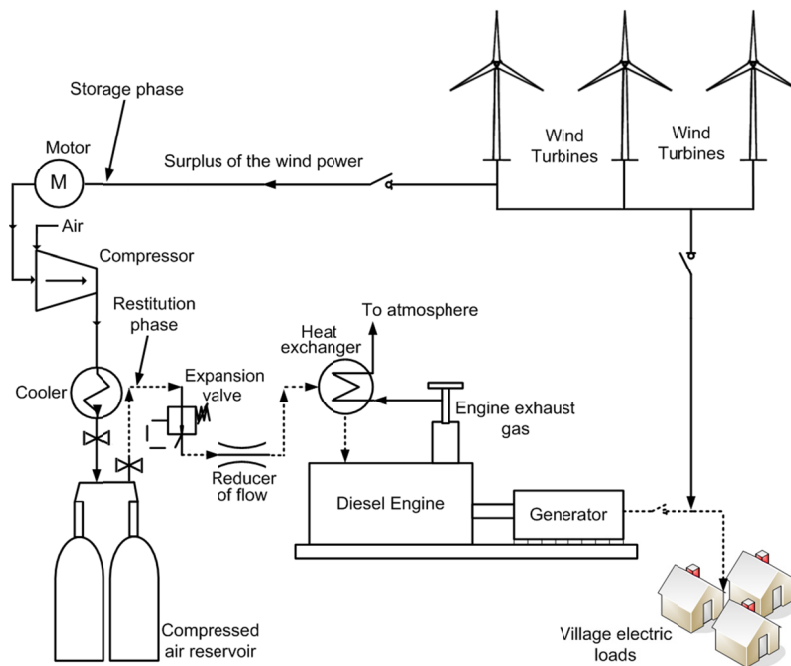 Storage phase
Motor
M
Surplus of the wind power
Wind
Turbines
Wind
Turbines
Air
Compressor
Restitution
phase
To atmosphere
Heat
exchanger
Cooler
Expansion
valve
Engine exhaust
gas
Reducer
of flow
Diesel Engine
Generator
Compressed
air reservoir
Village electric
loads